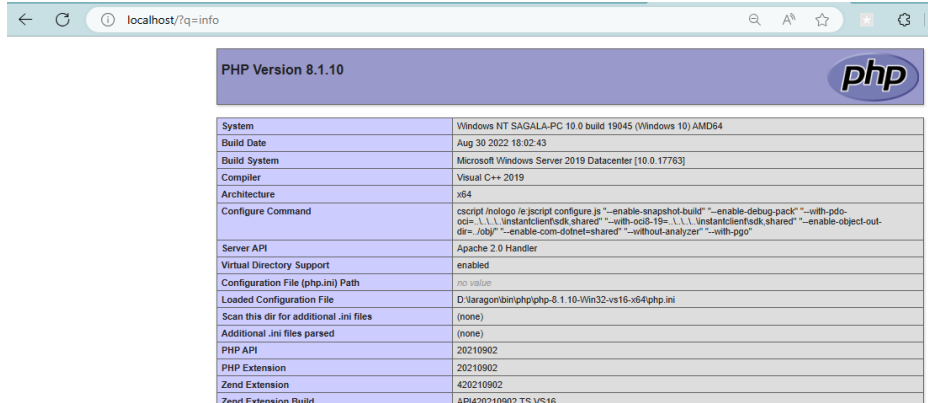 localhost/?q=info
PHP Version 8.1.10
php
System Windows NT SAGALA-PC 10.0 build 19045 (Windows 10) AMD64
Build Date Aug 30 2022 18:02:43
Build System Microsoft Windows Server 2019 Datacenter [10.0.17763]
Compiler Visual C++ 2019
Architecture x64
Configure Command cscript /nologo /e:jscript configure.js "--enable-snapshot-build" "--enable-debug-pack" "--with-pdo-
oci=..\..\..\..\instantclient\sdk,shared" "--with-oci8-19=..\..\..\..\instantclient\sdk,shared" "--enable-object-out-
dir=../obj/" "--enable-com-dotnet=shared" "--without-analyzer" "--with-pgo"
Server API Apache 2.0 Handler
Virtual Directory Support enabled
Configuration File (php.ini) Path no value
Loaded Configuration File D:\laragon\bin\php\php-8.1.10-Win32-vs16-x64\php.ini
Scan this dir for additional .ini files (none)
Additional .ini files parsed (none)
PHP API 20210902
PHP Extension 20210902
Zend Extension 420210902
Zend Extension Build API420210902,TS,VS16